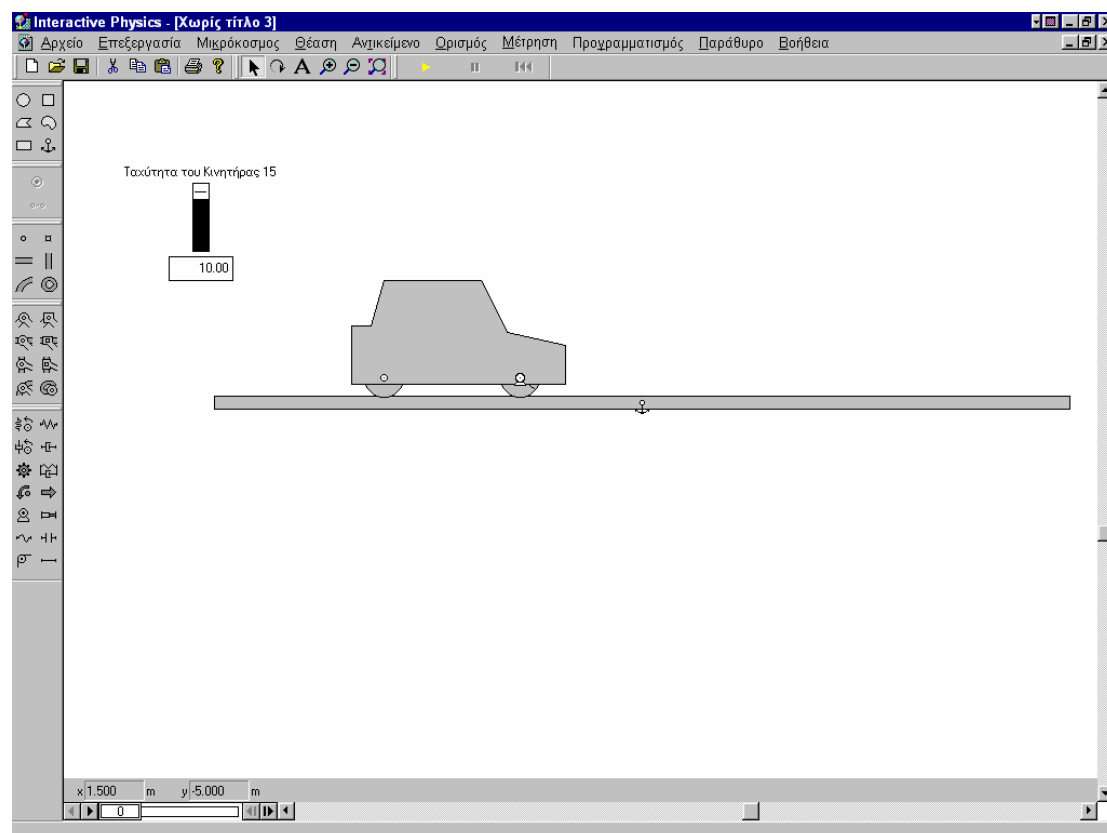 Interactive Physics - [Χωρίς τίτλο 3]
Αρχείο Επεξεργασία Μικρόκοσμος Θέαση Αντικείμενο Ορισμός Μέτρηση Προγραμματισμός Παράθυρο Βοήθεια
A
Ταχύτητα του Κινητήρας 15
10.00
x 1.500 m y -5.000 m
0